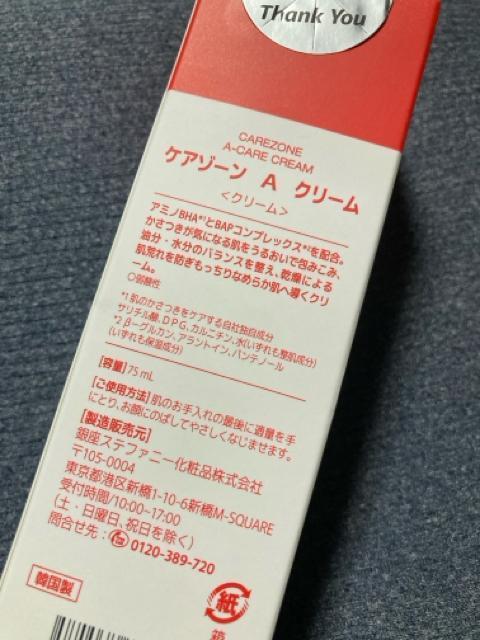 Thank You
CAREZONE
A-CARE CREAM
ケアゾーン A クリーム
<クリーム>
アミノBHA*1とBAPコンプレックス*2を配合。
かさつきが気になる肌をうるおいで包みこみ、
油分・水分のバランスを整え、乾燥による
肌荒れを防ぎもっちりなめらか肌へ導くクリ
ーム。
○弱酸性
*1 肌のかさつきをケアする自社独自成分
サリチル酸、DPG、カルニチン、水(いずれも整肌成分)
*2 β-グルカン、アラントイン、パンテノール
(いずれも保湿成分)
[容量] 75 mL
[ご使用方法] 肌のお手入れの最後に適量を手
にとり、お顔にのばしてやさしくなじませます。
[製造販売元]
銀座ステファニー化粧品株式会社
〒105-0004
東京都港区新橋1-10-6新橋M-SQUARE
受付時間/10:00~17:00
(土・日曜日、祝日を除く)
問合せ先: 0120-389-720
韓国製
紙
箱